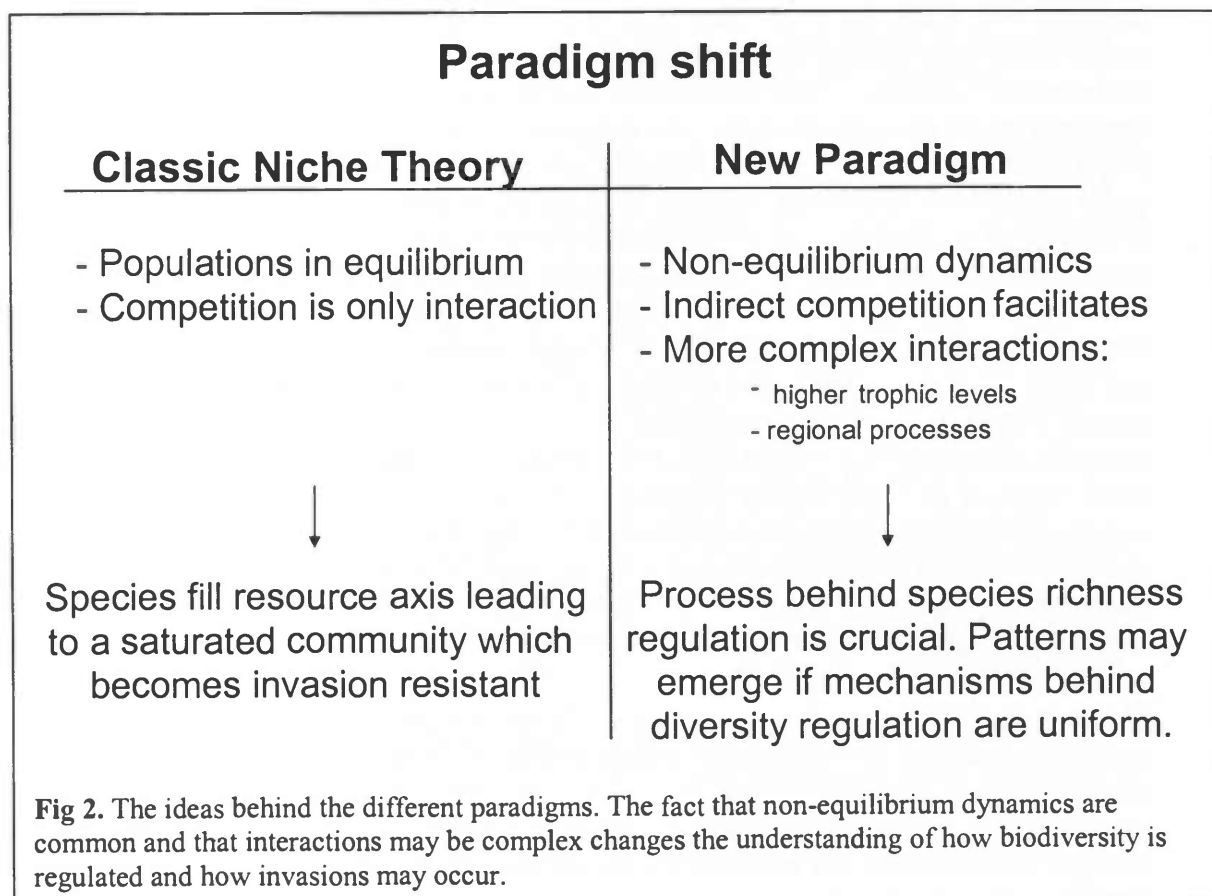 Paradigm shift
Classic Niche Theory
- Populations in equilibrium
- Competition is only interaction
Species fill resource axis leading
to a saturated community which
becomes invasion resistant
New Paradigm
- Non-equilibrium dynamics
- Indirect competition facilitates
- More complex interactions:
- higher trophic levels
- regional processes
Process behind species richness
regulation is crucial. Patterns may
emerge if mechanisms behind
diversity regulation are uniform.
Fig 2. The ideas behind the different paradigms. The fact that non-equilibrium dynamics are
common and that interactions may be complex changes the understanding of how biodiversity is
regulated and how invasions may occur.